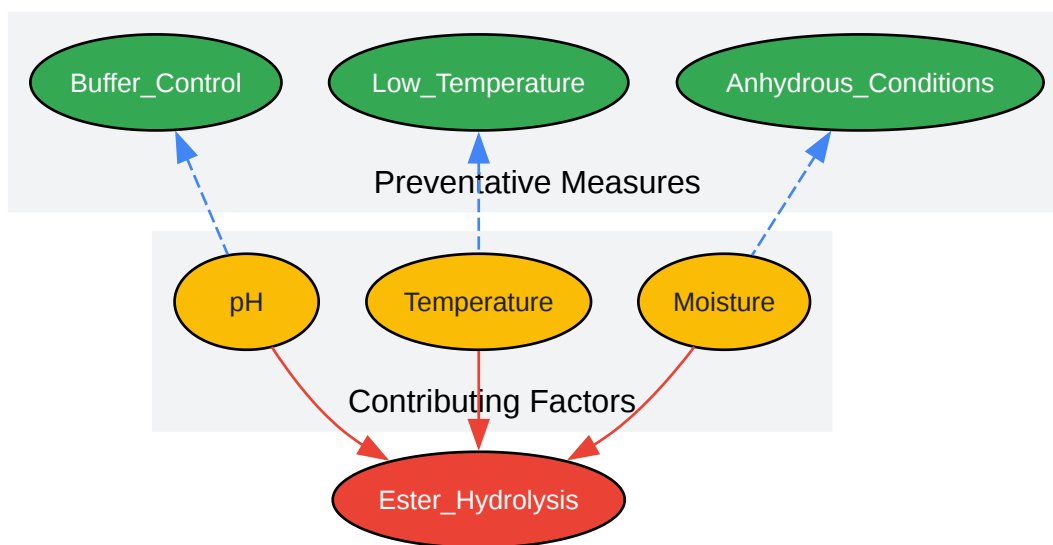 Buffer_Control
Low_Temperature
Anhydrous_Conditions
Preventative Measures
pH
Temperature
Moisture
Contributing Factors
Ester_Hydrolysis